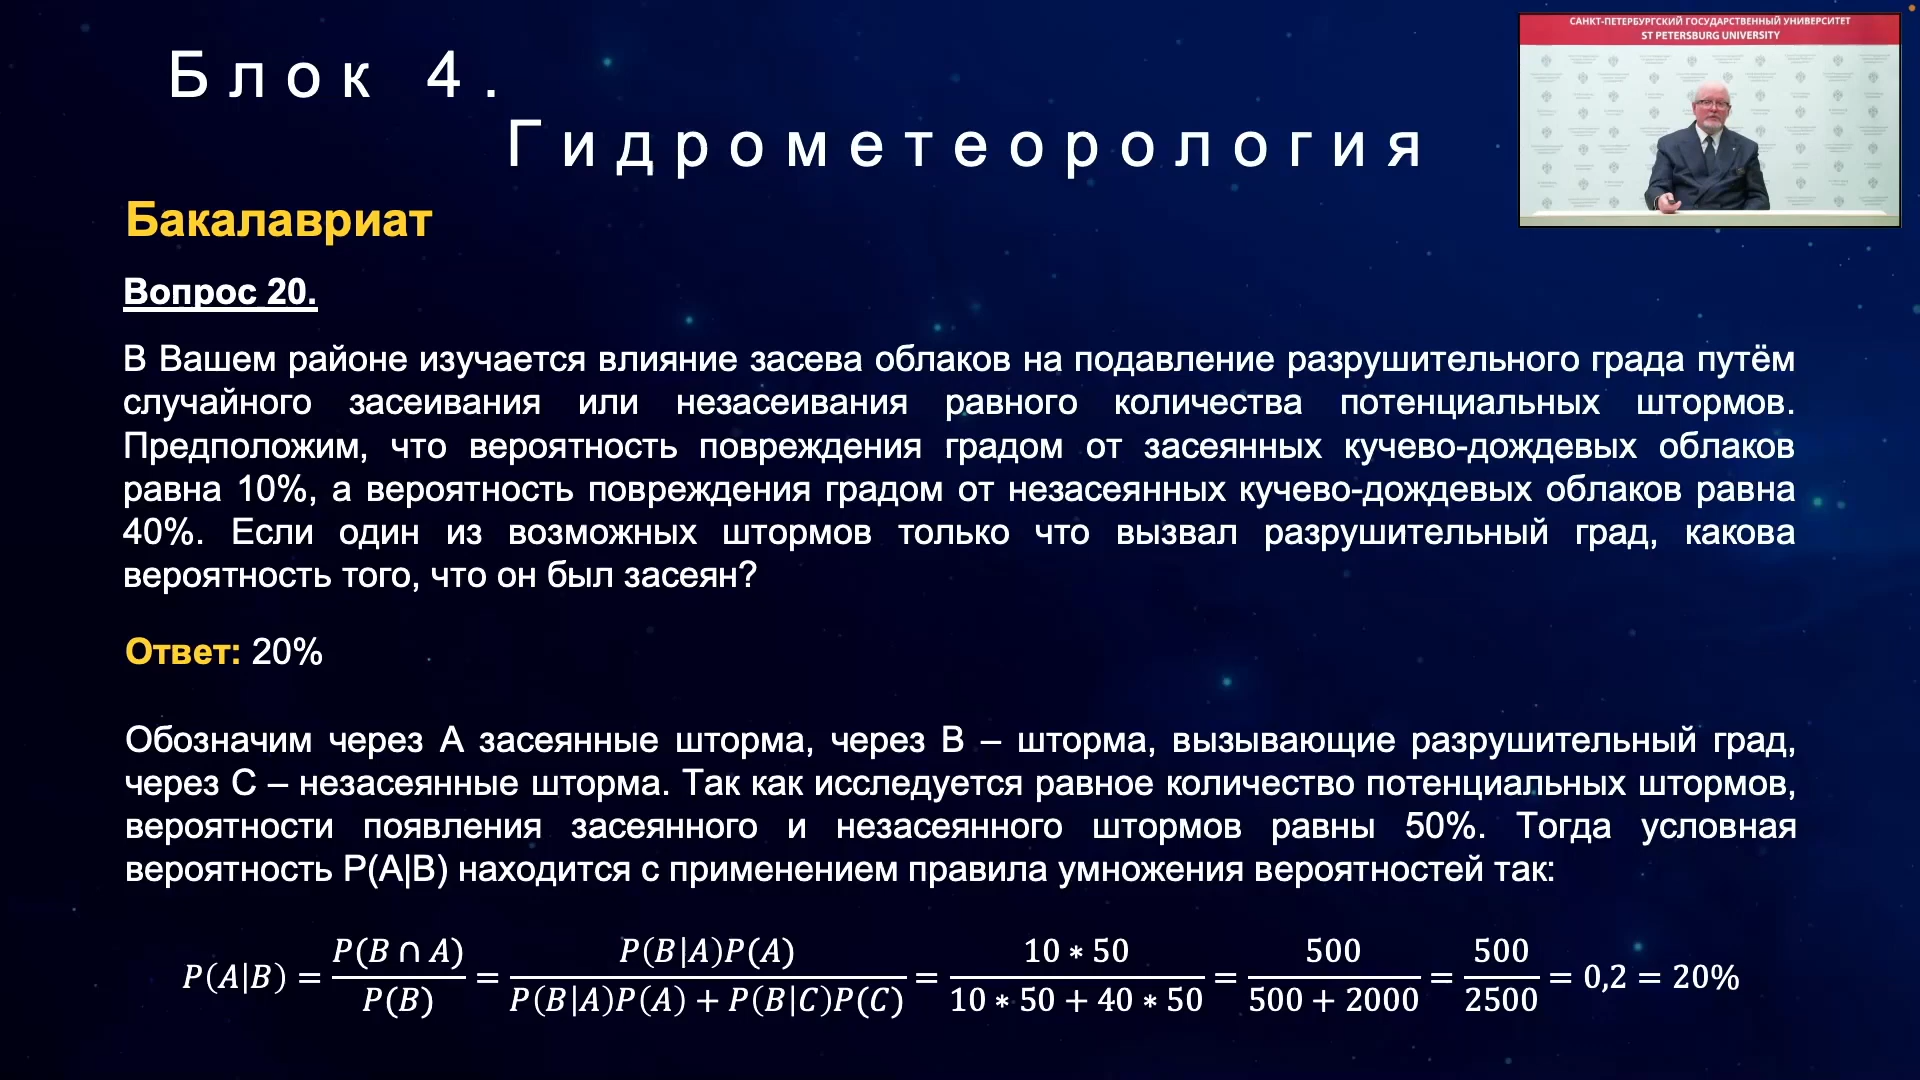 САНКТ-ПЕТЕРБУРГСКИЙ ГОСУДАРСТВЕННЫЙ УНИВЕРСИТЕТ
ST PETERSBURG UNIVERSITY
Блок 4.
Гидрометеорология
Бакалавриат
Вопрос 20.
В Вашем районе изучается влияние засева облаков на подавление разрушительного града путём
случайного засеивания или незасеивания равного количества потенциальных штормов.
Предположим, что вероятность повреждения градом от засеянных кучево-дождевых облаков
равна 10%, а вероятность повреждения градом от незасеянных кучево-дождевых облаков равна
40%. Если один из возможных штормов только что вызвал разрушительный град, какова
вероятность того, что он был засеян?
Ответ: 20%
Обозначим через А засеянные шторма, через В – шторма, вызывающие разрушительный град,
через С – незасеянные шторма. Так как исследуется равное количество потенциальных штормов,
вероятности появления засеянного и незасеянного штормов равны 50%. Тогда условная
вероятность P(A|B) находится с применением правила умножения вероятностей так:
P(A|B) = P(B ∩ A) / P(B) = P(B|A)P(A) / P(B|A)P(A) + P(B|C)P(C) = 10 ∗ 50 / 10 ∗ 50 + 40 ∗ 50 = 500 / 500 + 2000 = 500 / 2500 = 0,2 = 20%